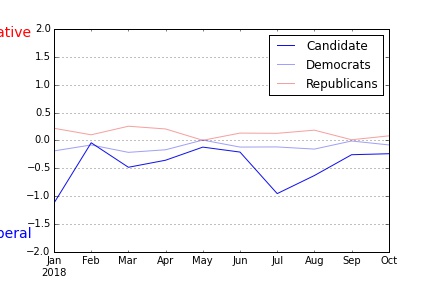 ative
peral
2.0
1.5
1.0
0.5
0.0
−0.5
−1.0
−1.5
−2.0
Candidate
Democrats
Republicans
Jan Feb Mar Apr May Jun Jul Aug Sep Oct
2018